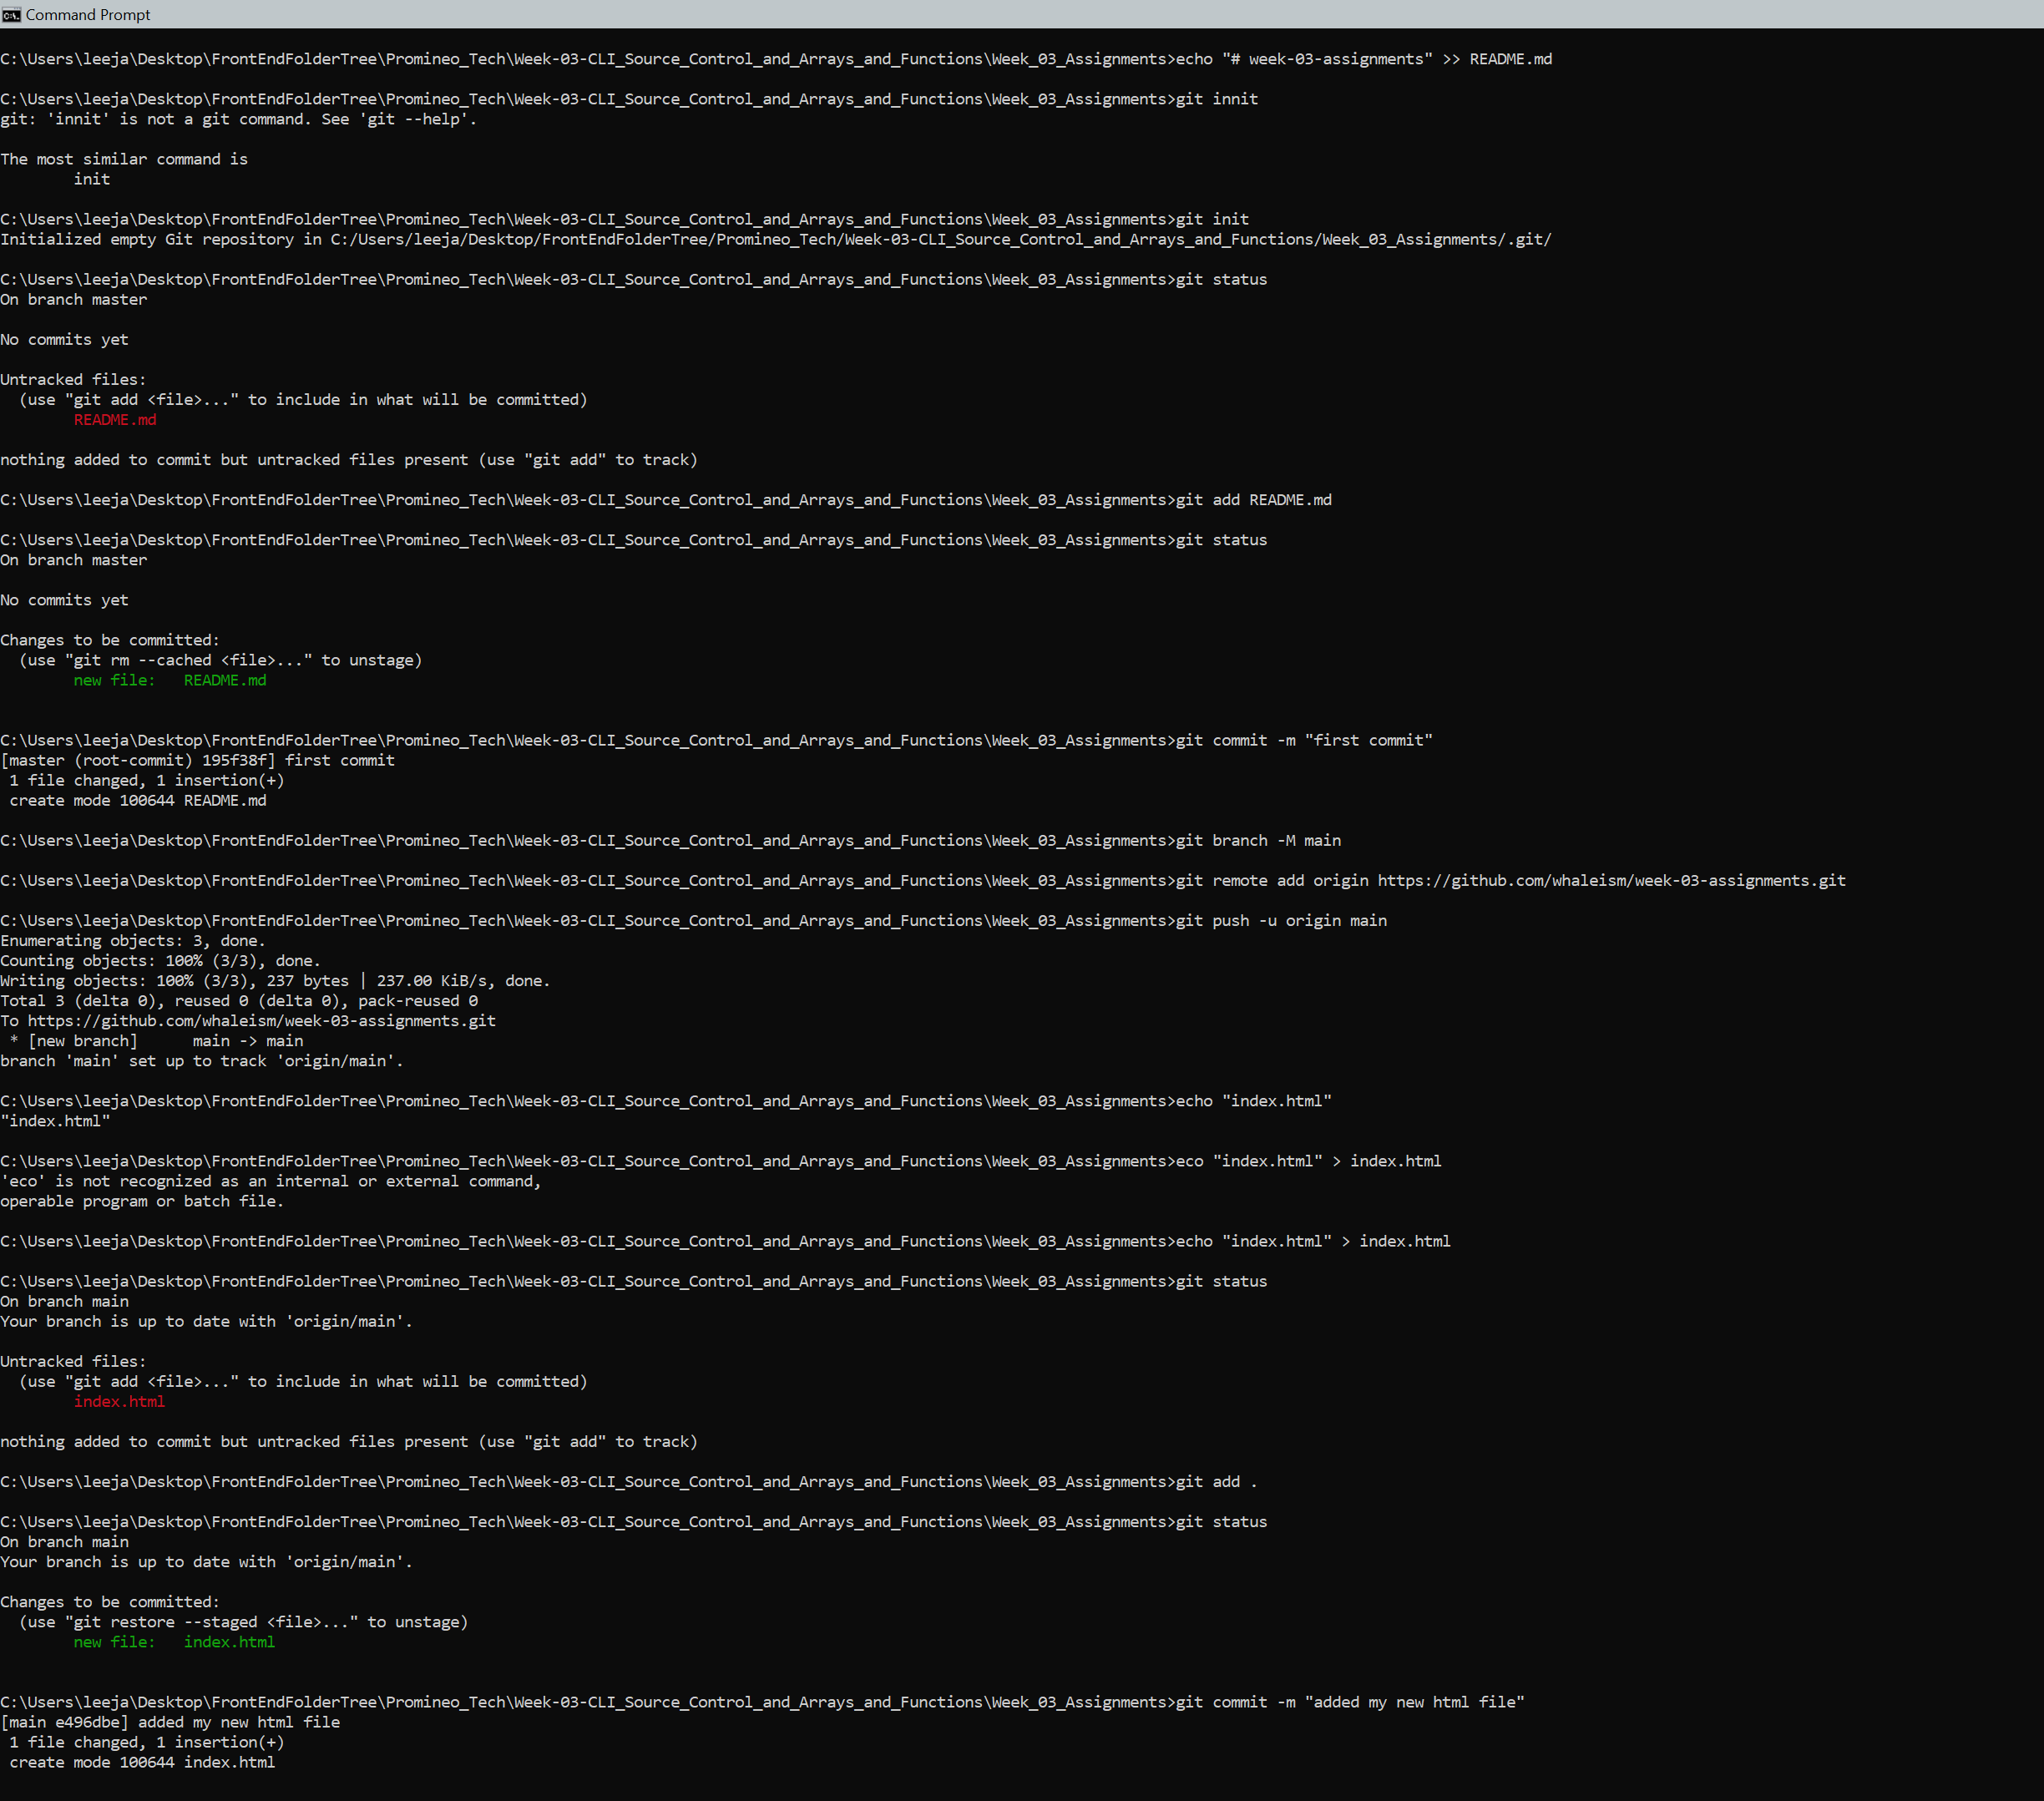 Command Prompt
C:\Users\leeja\Desktop\FrontEndFolderTree\Promineo_Tech\Week-03-CLI_Source_Control_and_Arrays_and_Functions\Week_03_Assignments>echo "# week-03-assignments" >> README.md
C:\Users\leeja\Desktop\FrontEndFolderTree\Promineo_Tech\Week-03-CLI_Source_Control_and_Arrays_and_Functions\Week_03_Assignments>git innit
git: 'innit' is not a git command. See 'git --help'.
The most similar command is
        init
C:\Users\leeja\Desktop\FrontEndFolderTree\Promineo_Tech\Week-03-CLI_Source_Control_and_Arrays_and_Functions\Week_03_Assignments>git init
Initialized empty Git repository in C:/Users/leeja/Desktop/FrontEndFolderTree/Promineo_Tech/Week-03-CLI_Source_Control_and_Arrays_and_Functions/Week_03_Assignments/.git/
C:\Users\leeja\Desktop\FrontEndFolderTree\Promineo_Tech\Week-03-CLI_Source_Control_and_Arrays_and_Functions\Week_03_Assignments>git status
On branch master
No commits yet
Untracked files:
  (use "git add <file>..." to include in what will be committed)
        README.md
nothing added to commit but untracked files present (use "git add" to track)
C:\Users\leeja\Desktop\FrontEndFolderTree\Promineo_Tech\Week-03-CLI_Source_Control_and_Arrays_and_Functions\Week_03_Assignments>git add README.md
C:\Users\leeja\Desktop\FrontEndFolderTree\Promineo_Tech\Week-03-CLI_Source_Control_and_Arrays_and_Functions\Week_03_Assignments>git status
On branch master
No commits yet
Changes to be committed:
  (use "git rm --cached <file>..." to unstage)
        new file:   README.md
C:\Users\leeja\Desktop\FrontEndFolderTree\Promineo_Tech\Week-03-CLI_Source_Control_and_Arrays_and_Functions\Week_03_Assignments>git commit -m "first commit"
[master (root-commit) 195f38f] first commit
 1 file changed, 1 insertion(+)
 create mode 100644 README.md
C:\Users\leeja\Desktop\FrontEndFolderTree\Promineo_Tech\Week-03-CLI_Source_Control_and_Arrays_and_Functions\Week_03_Assignments>git branch -M main
C:\Users\leeja\Desktop\FrontEndFolderTree\Promineo_Tech\Week-03-CLI_Source_Control_and_Arrays_and_Functions\Week_03_Assignments>git remote add origin https://github.com/whaleism/week-03-assignments.git
C:\Users\leeja\Desktop\FrontEndFolderTree\Promineo_Tech\Week-03-CLI_Source_Control_and_Arrays_and_Functions\Week_03_Assignments>git push -u origin main
Enumerating objects: 3, done.
Counting objects: 100% (3/3), done.
Writing objects: 100% (3/3), 237 bytes | 237.00 KiB/s, done.
Total 3 (delta 0), reused 0 (delta 0), pack-reused 0
To https://github.com/whaleism/week-03-assignments.git
 * [new branch]      main -> main
branch 'main' set up to track 'origin/main'.
C:\Users\leeja\Desktop\FrontEndFolderTree\Promineo_Tech\Week-03-CLI_Source_Control_and_Arrays_and_Functions\Week_03_Assignments>echo "index.html"
"index.html"
C:\Users\leeja\Desktop\FrontEndFolderTree\Promineo_Tech\Week-03-CLI_Source_Control_and_Arrays_and_Functions\Week_03_Assignments>eco "index.html" > index.html
'eco' is not recognized as an internal or external command,
operable program or batch file.
C:\Users\leeja\Desktop\FrontEndFolderTree\Promineo_Tech\Week-03-CLI_Source_Control_and_Arrays_and_Functions\Week_03_Assignments>echo "index.html" > index.html
C:\Users\leeja\Desktop\FrontEndFolderTree\Promineo_Tech\Week-03-CLI_Source_Control_and_Arrays_and_Functions\Week_03_Assignments>git status
On branch main
Your branch is up to date with 'origin/main'.
Untracked files:
  (use "git add <file>..." to include in what will be committed)
        index.html
nothing added to commit but untracked files present (use "git add" to track)
C:\Users\leeja\Desktop\FrontEndFolderTree\Promineo_Tech\Week-03-CLI_Source_Control_and_Arrays_and_Functions\Week_03_Assignments>git add .
C:\Users\leeja\Desktop\FrontEndFolderTree\Promineo_Tech\Week-03-CLI_Source_Control_and_Arrays_and_Functions\Week_03_Assignments>git status
On branch main
Your branch is up to date with 'origin/main'.
Changes to be committed:
  (use "git restore --staged <file>..." to unstage)
        new file:   index.html
C:\Users\leeja\Desktop\FrontEndFolderTree\Promineo_Tech\Week-03-CLI_Source_Control_and_Arrays_and_Functions\Week_03_Assignments>git commit -m "added my new html file"
[main e496dbe] added my new html file
 1 file changed, 1 insertion(+)
 create mode 100644 index.html